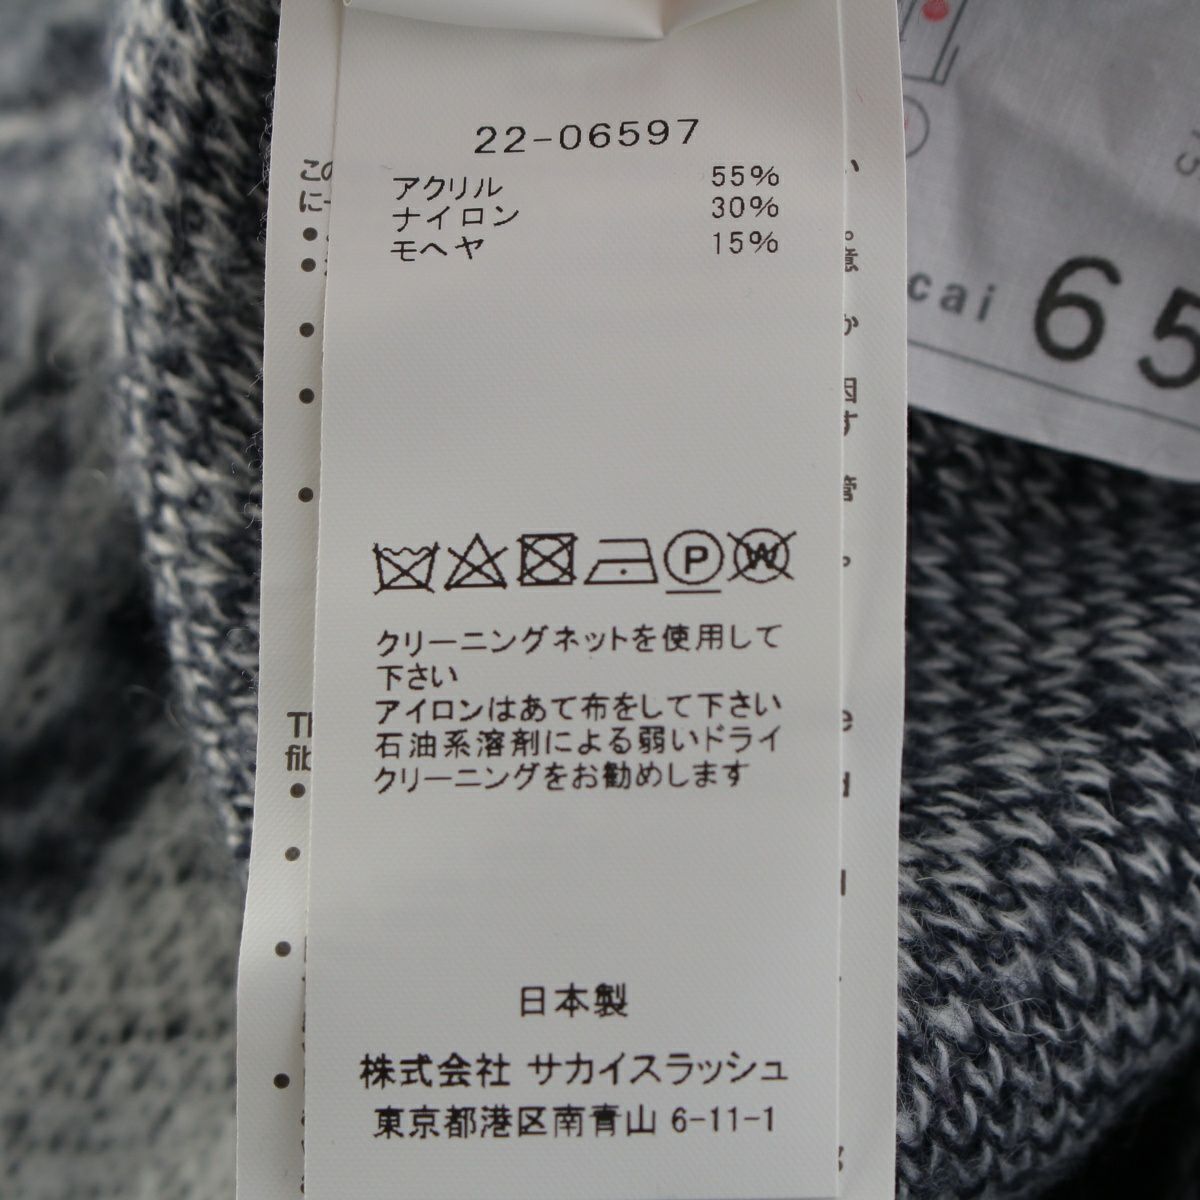 22-06597
アクリル 55%
ナイロン 30%
モヘヤ 15%
P W
クリーニングネットを使用して
下さい
アイロンはあて布をして下さい
石油系溶剤による弱いドライ
クリーニングをお勧めします
日本製
株式会社 サカイスラッシュ
東京都港区南青山 6-11-1
cai 65